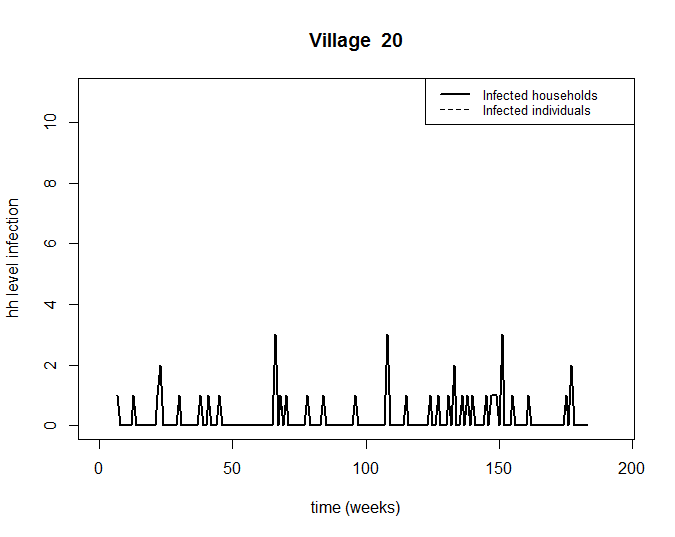 Village 20
Infected households
Infected individuals
hh level infection
10
8
6
4
2
0
0 50 100 150 200
time (weeks)